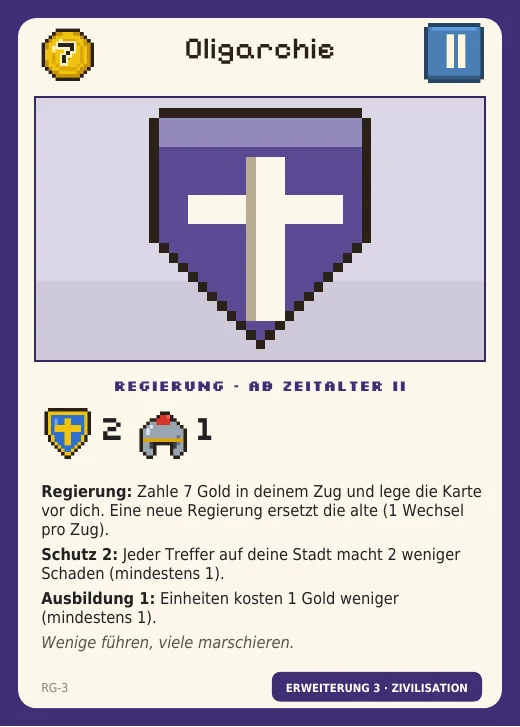 7
Oligarchie
II
REGIERUNG - AB ZEITALTER II
2
1
Regierung: Zahle 7 Gold in deinem Zug und lege die Karte
vor dich. Eine neue Regierung ersetzt die alte (1 Wechsel
pro Zug).
Schutz 2: Jeder Treffer auf deine Stadt macht 2 weniger
Schaden (mindestens 1).
Ausbildung 1: Einheiten kosten 1 Gold weniger
(mindestens 1).
Wenige führen, viele marschieren.
RG-3
ERWEITERUNG 3 · ZIVILISATION